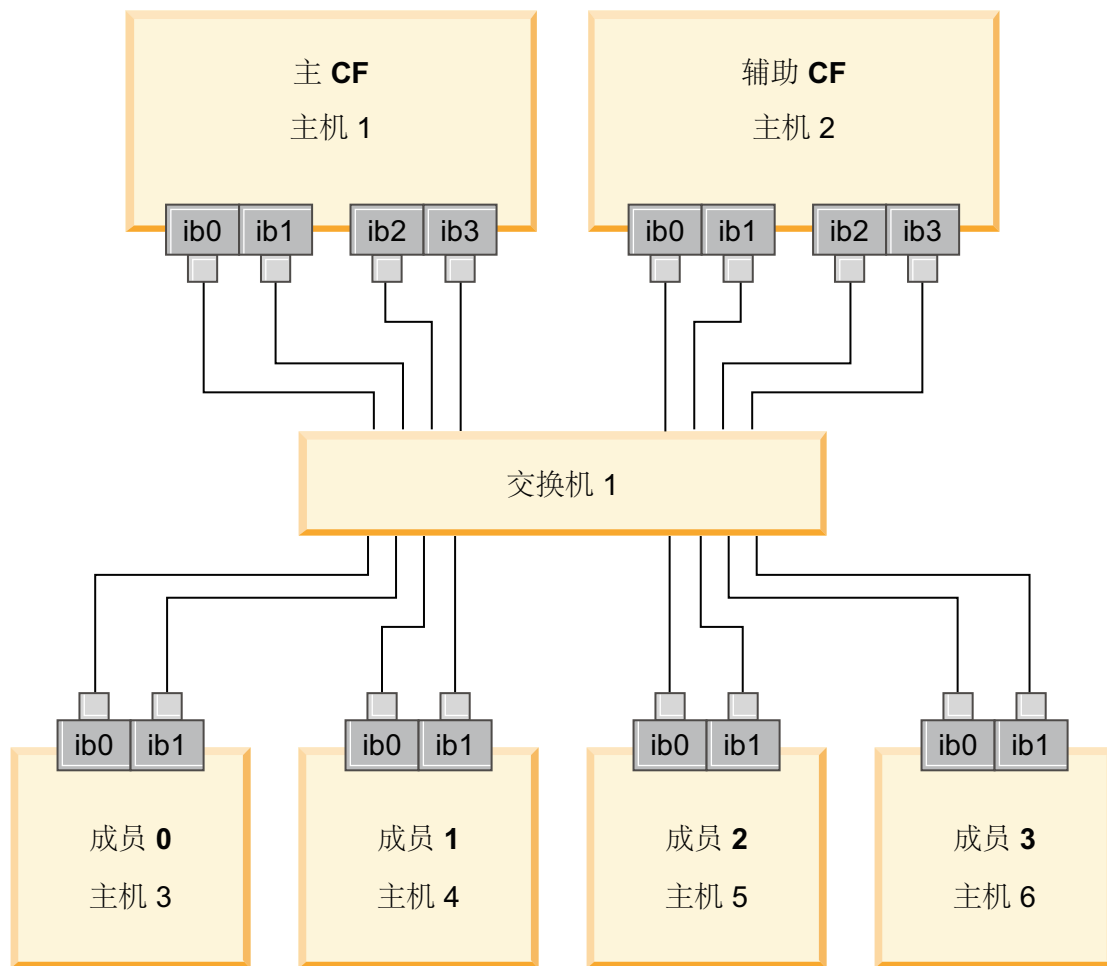 主 CF
主机 1
辅助 CF
主机 2
ib0 ib1 ib2 ib3
ib0 ib1 ib2 ib3
交换机 1
ib0 ib1
ib0 ib1
ib0 ib1
ib0 ib1
成员 0
主机 3
成员 1
主机 4
成员 2
主机 5
成员 3
主机 6